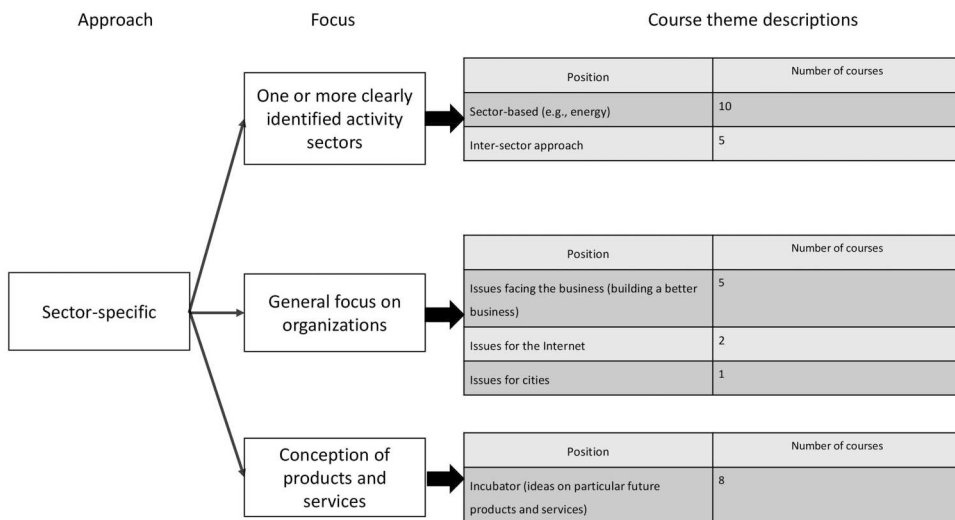 Approach
Focus
Course theme descriptions
One or more clearly
identified activity
sectors
Position
Number of courses
Sector-based (e.g., energy)
10
Inter-sector approach
5
Sector-specific
General focus on
organizations
Position
Number of courses
Issues facing the business (building a better
business)
5
Issues for the Internet
2
Issues for cities
1
Conception of
products and
services
Position
Number of courses
Incubator (ideas on particular future
products and services)
8